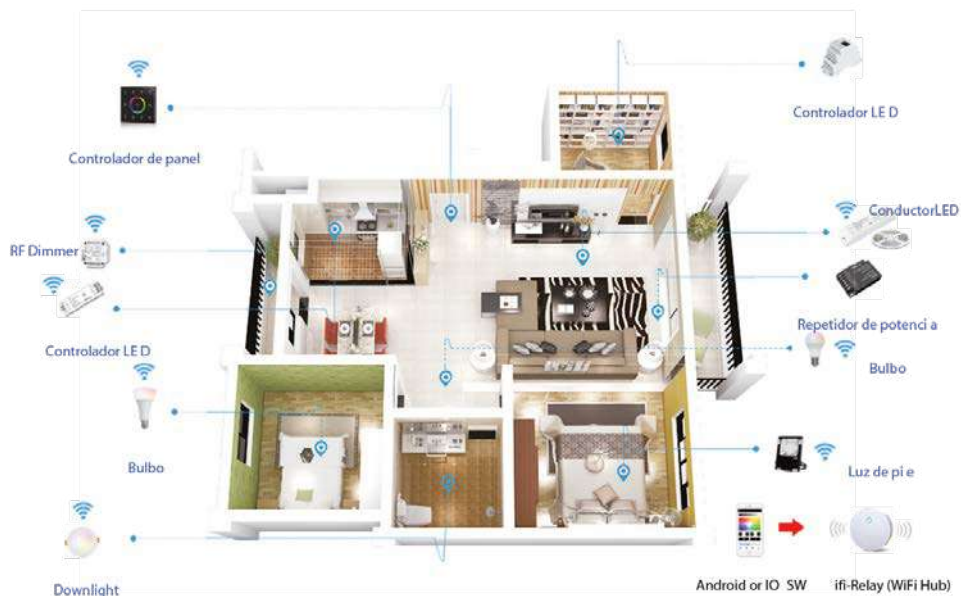 Controlador LE D
Controlador de panel
ConductorLED
RF Dimmer
Repetidor de potenci a
Controlador LE D
Bulbo
Bulbo
Luz de pi e
Android or IO SW
ifi-Relay (WiFi Hub)
Downlight